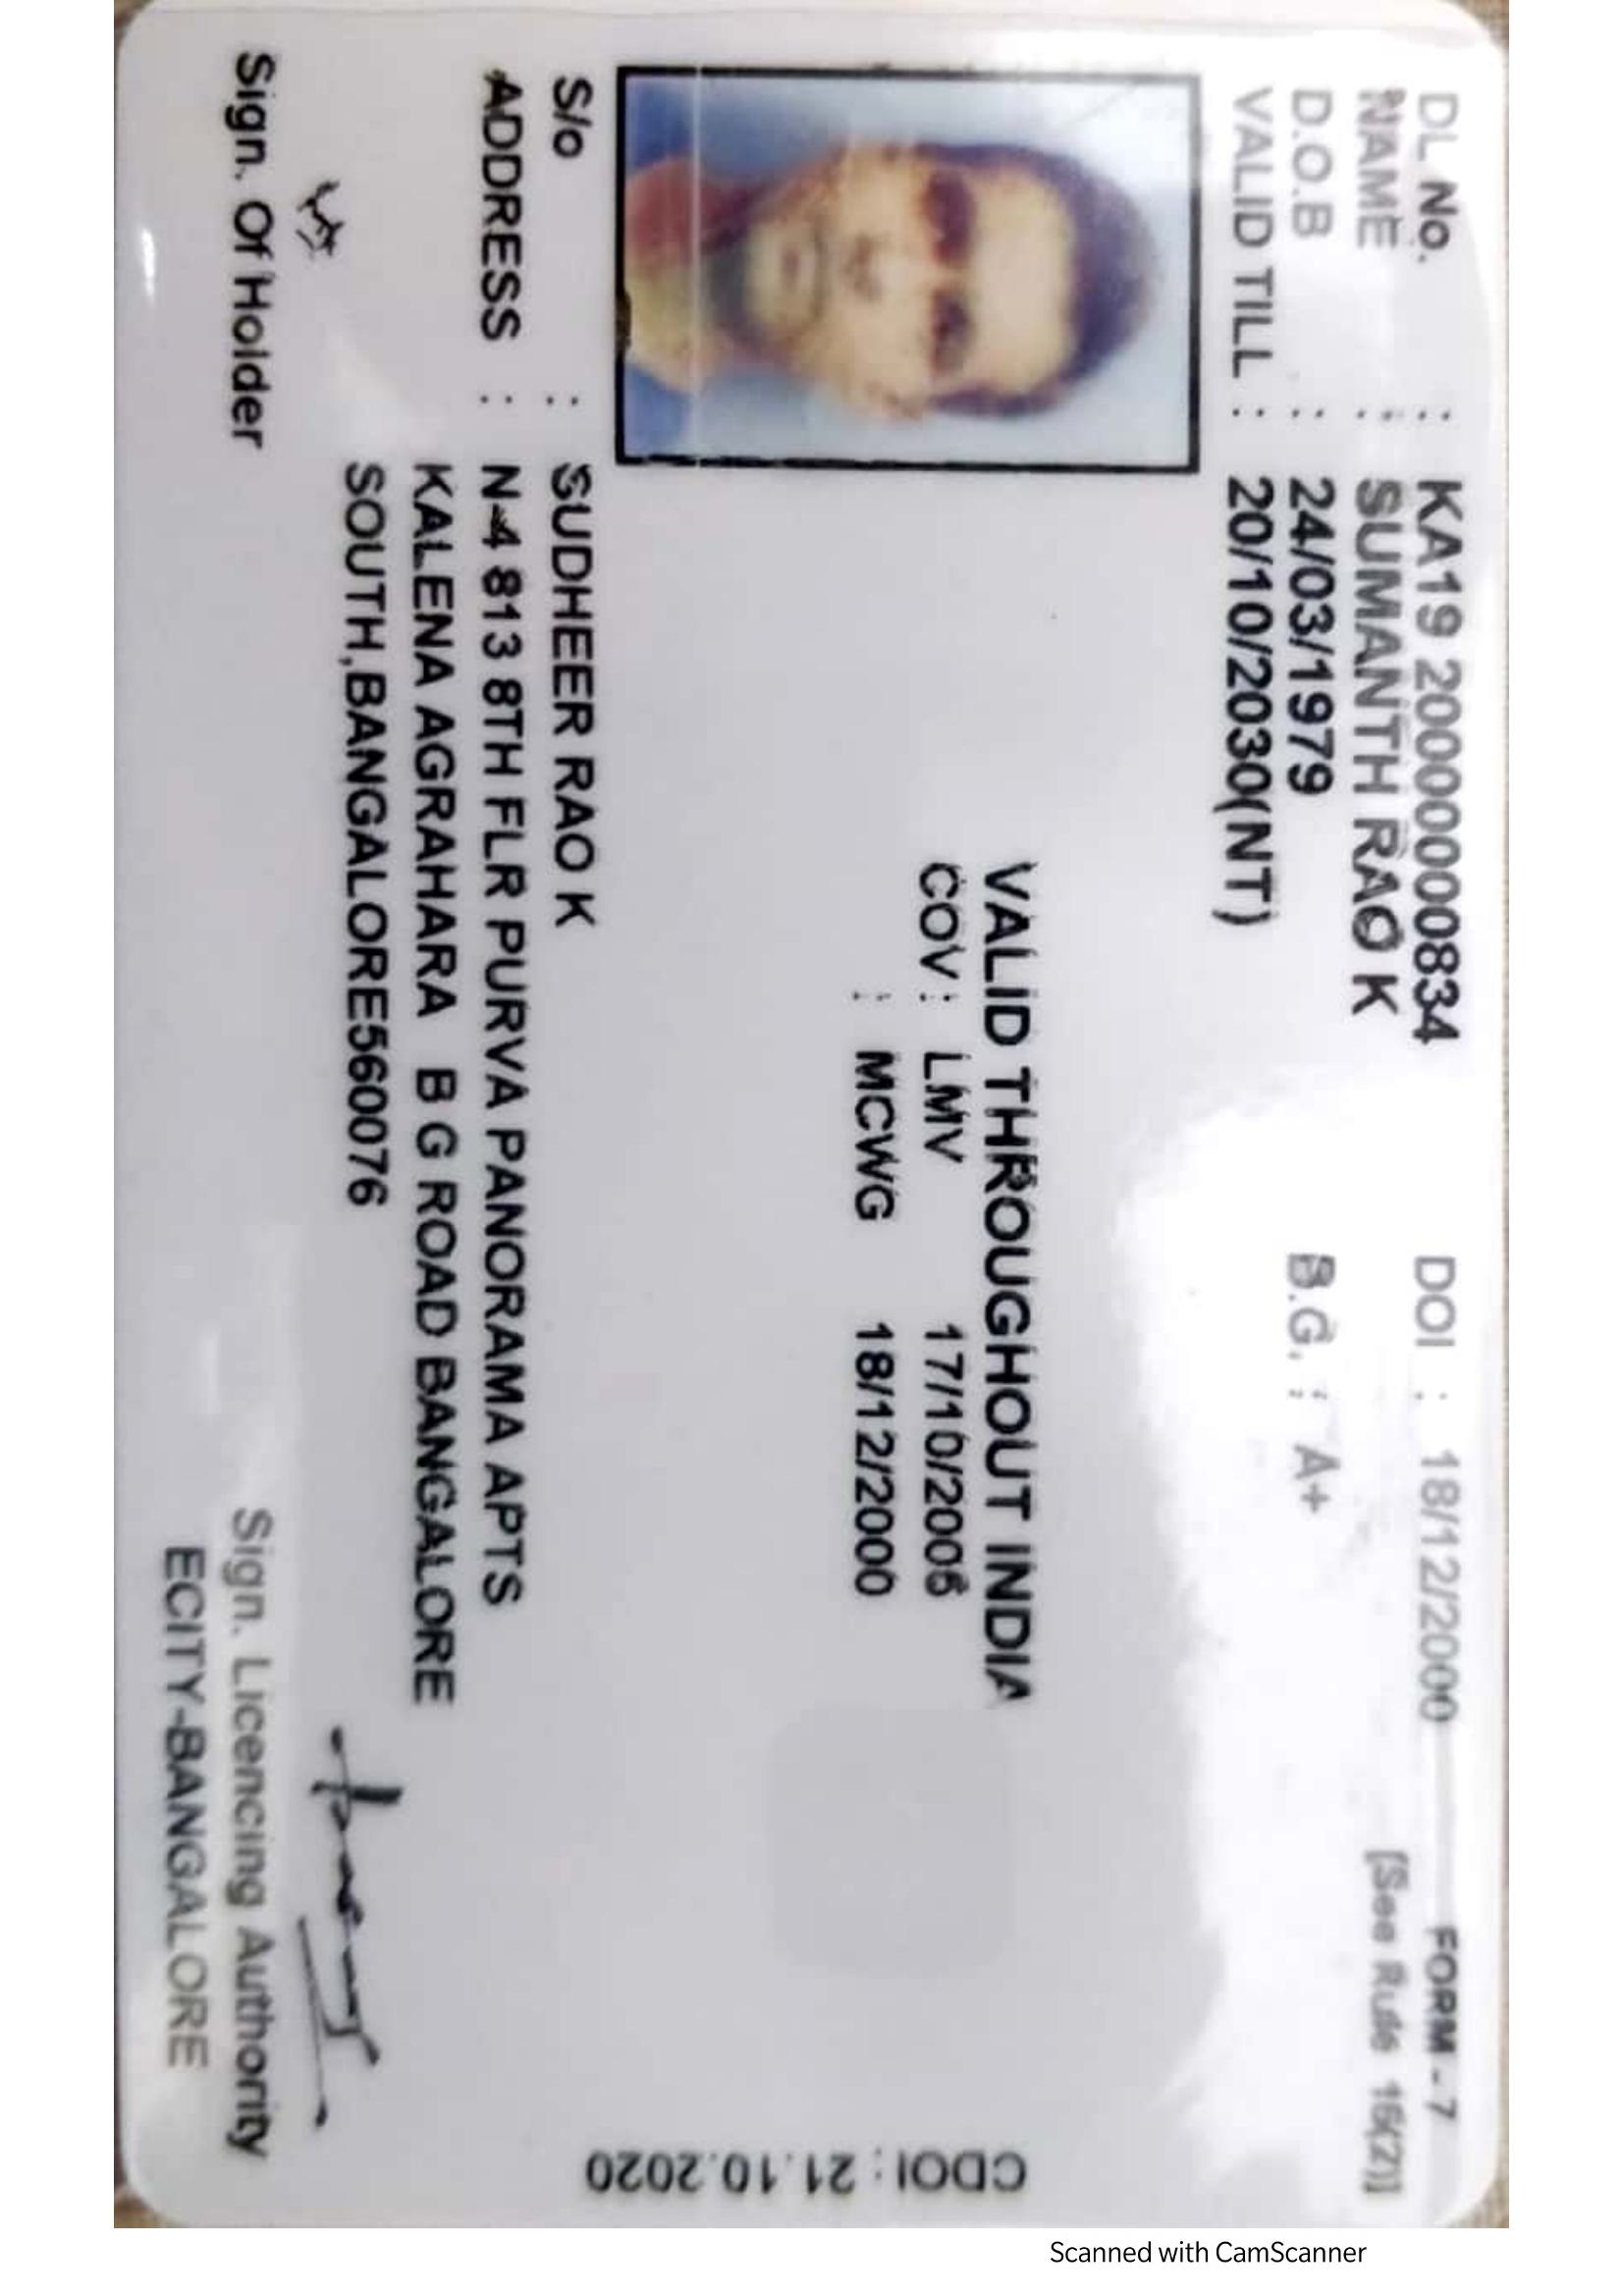 FORM - 7
DL No. : KA19 20000000834 DOI : 18/12/2000 [See Rule 16(2)]
NAME : SUMANTH RAO K
D.O.B : 24/03/1979 B.G. : A+
VALID TILL : 20/10/2030(NT)
VALID THROUGHOUT INDIA
COV : LMV 17/10/2006
: MCWG 18/12/2000
CDOI : 21.10.2020
S/o : SUDHEER RAO K
ADDRESS : N-4 813 8TH FLR PURVA PANORAMA APTS
KALENA AGRAHARA B G ROAD BANGALORE
SOUTH,BANGALORE560076
Sign. Of Holder
Sign. Licencing Authority
ECITY-BANGALORE
Scanned with CamScanner